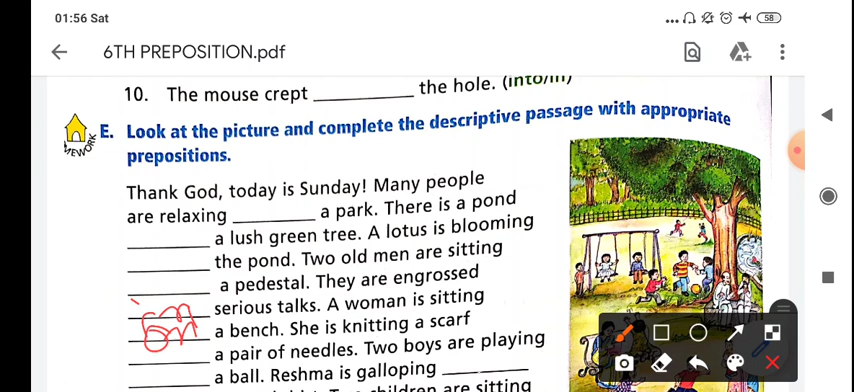 01:56 Sat
58
6TH PREPOSITION.pdf
10. The mouse crept __________ the hole. (into/in)
E. Look at the picture and complete the descriptive passage with appropriate
prepositions.
Thank God, today is Sunday! Many people
are relaxing __________ a park. There is a pond
__________ a lush green tree. A lotus is blooming
__________ the pond. Two old men are sitting
__________ a pedestal. They are engrossed
__________ serious talks. A woman is sitting
on a bench. She is knitting a scarf
__________ a pair of needles. Two boys are playing
__________ a ball. Reshma is galloping __________
children are sitting